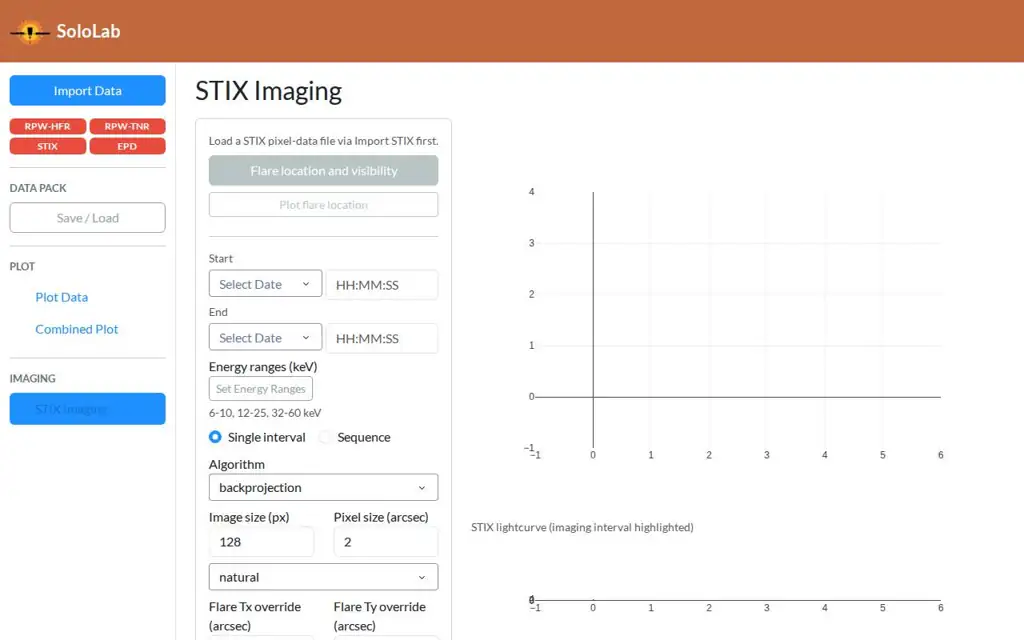 SoloLab
Import Data
RPW-HFR
RPW-TNR
STIX
EPD
DATA PACK
Save / Load
PLOT
Plot Data
Combined Plot
IMAGING
STIX Imaging
STIX Imaging
Load a STIX pixel-data file via Import STIX first.
Flare location and visibility
Plot flare location
Start
Select Date
HH:MM:SS
End
Select Date
HH:MM:SS
Energy ranges (keV)
Set Energy Ranges
6-10, 12-25, 32-60 keV
Single interval
Sequence
Algorithm
backprojection
Image size (px)
Pixel size (arcsec)
128
2
natural
Flare Tx override
(arcsec)
Flare Ty override
(arcsec)
4
3
2
1
0
−1
−1 0 1 2 3 4 5 6
STIX lightcurve (imaging interval highlighted)
−1 0 1 2 3 4 5 6